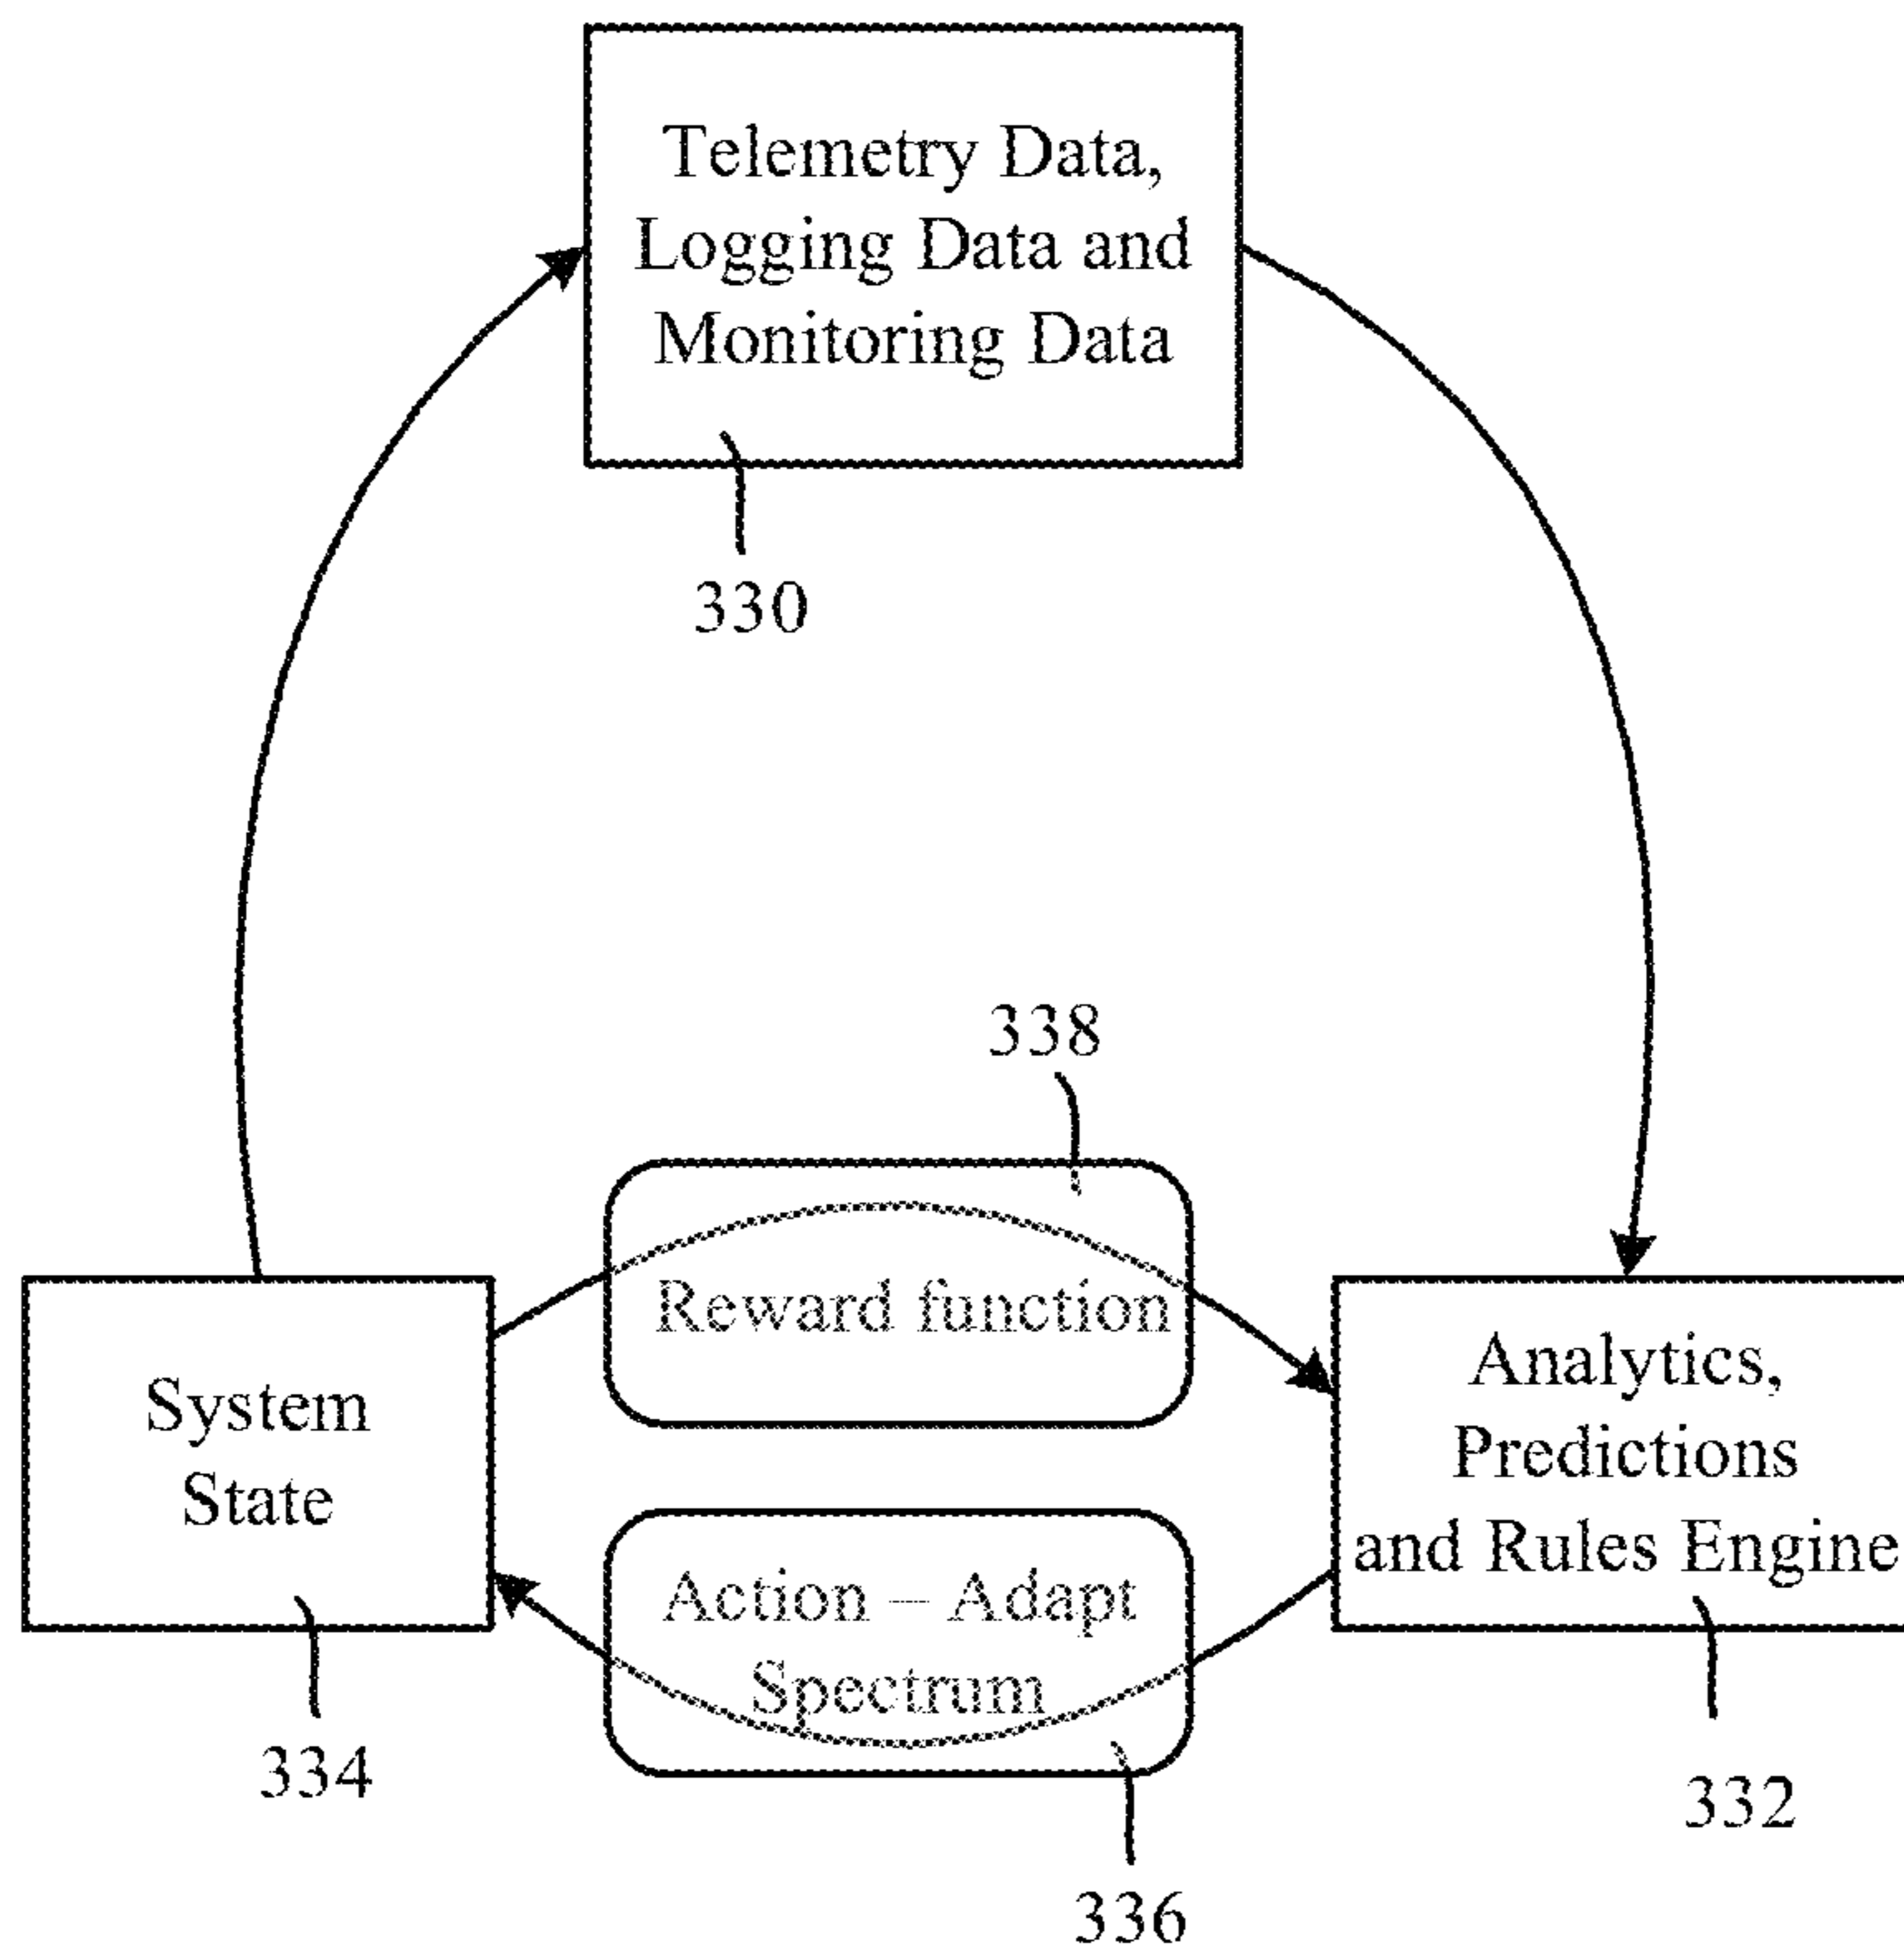 Telemetry Data,
Logging Data and
Monitoring Data
330
338
Reward function
System
State
Analytics,
Predictions
and Rules Engine
Action – Adapt
Spectrum
334
332
336